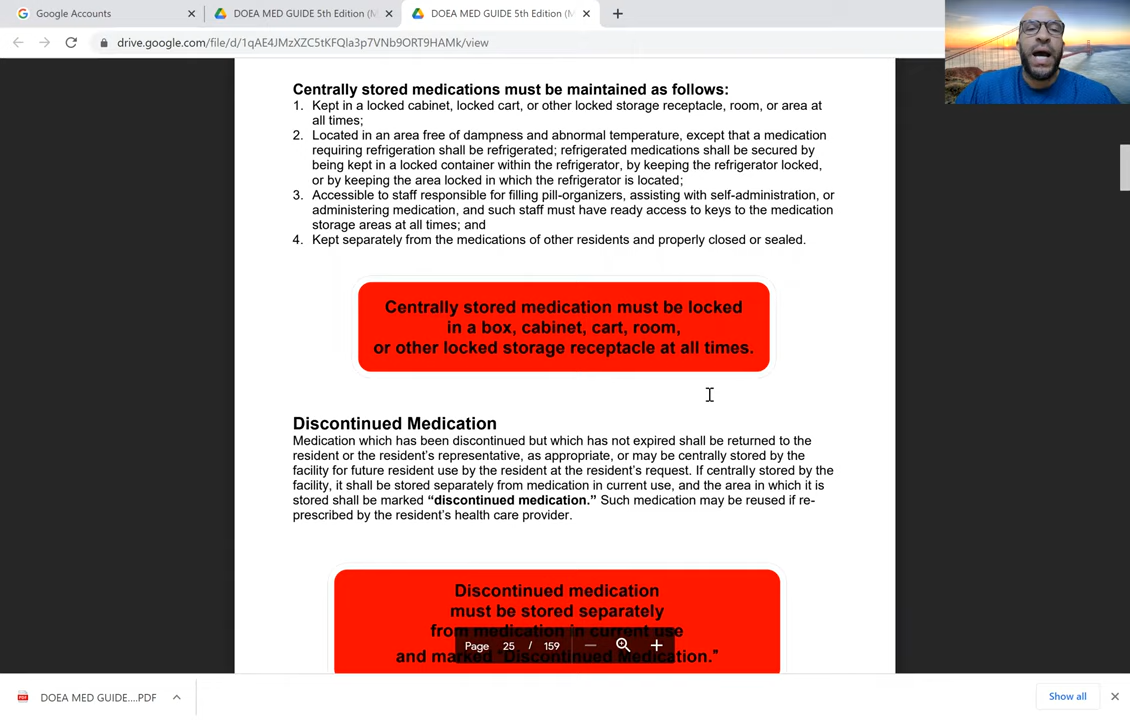 Google Accounts
DOEA MED GUIDE 5th Edition (M
DOEA MED GUIDE 5th Edition (M
drive.google.com/file/d/1qAE4JMzXZC5tKFQla3p7VNb9ORT9HAMk/view
Centrally stored medications must be maintained as follows:
1. Kept in a locked cabinet, locked cart, or other locked storage receptacle, room, or area at
all times;
2. Located in an area free of dampness and abnormal temperature, except that a medication
requiring refrigeration shall be refrigerated; refrigerated medications shall be secured by
being kept in a locked container within the refrigerator, by keeping the refrigerator locked,
or by keeping the area locked in which the refrigerator is located;
3. Accessible to staff responsible for filling pill-organizers, assisting with self-administration, or
administering medication, and such staff must have ready access to keys to the medication
storage areas at all times; and
4. Kept separately from the medications of other residents and properly closed or sealed.
Centrally stored medication must be locked
in a box, cabinet, cart, room,
or other locked storage receptacle at all times.
Discontinued Medication
Medication which has been discontinued but which has not expired shall be returned to the
resident or the resident's representative, as appropriate, or may be centrally stored by the
facility for future resident use by the resident at the resident's request. If centrally stored by the
facility, it shall be stored separately from medication in current use, and the area in which it is
stored shall be marked “discontinued medication.” Such medication may be reused if re-
prescribed by the resident's health care provider.
Discontinued medication
must be stored separately
from medication in current use
and marked "Discontinued Medication."
Page 25 / 159
DOEA MED GUIDE....PDF
Show all